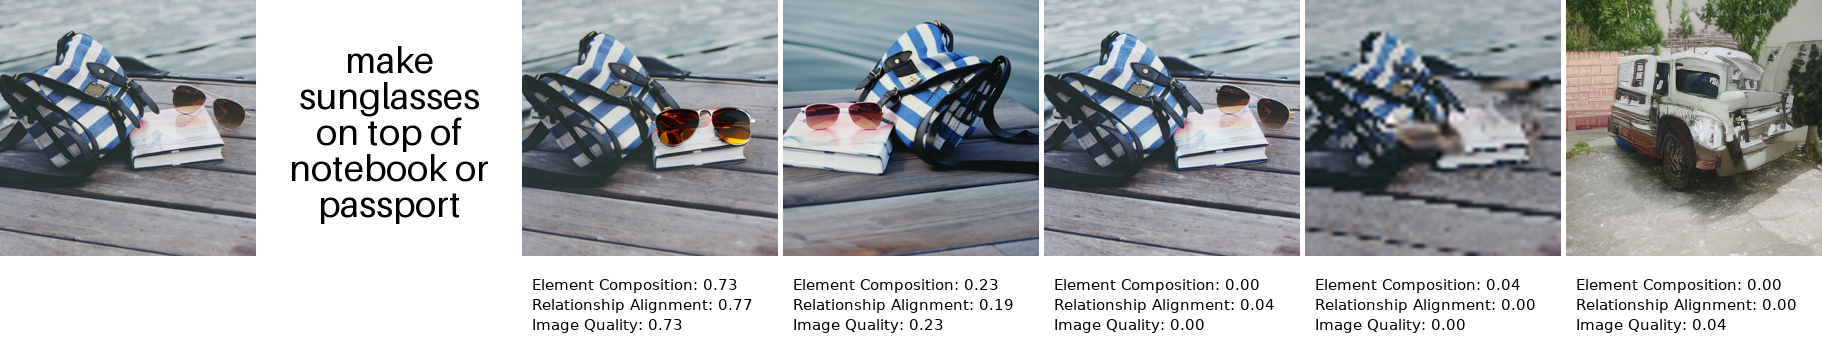 make
sunglasses
on top of
notebook or
passport
Element Composition: 0.73
Relationship Alignment: 0.77
Image Quality: 0.73
Element Composition: 0.23
Relationship Alignment: 0.19
Image Quality: 0.23
Element Composition: 0.00
Relationship Alignment: 0.04
Image Quality: 0.00
Element Composition: 0.04
Relationship Alignment: 0.00
Image Quality: 0.00
Element Composition: 0.00
Relationship Alignment: 0.00
Image Quality: 0.04